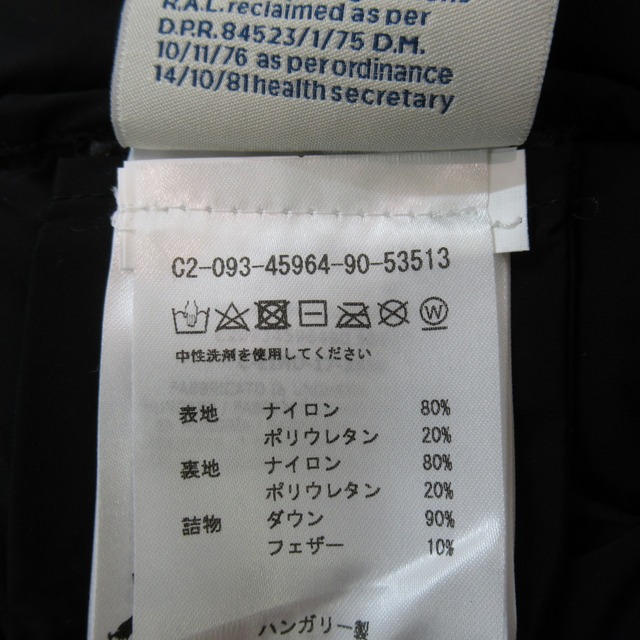 R.A.L. reclaimed as per
D.P.R. 845 23/1/75 D.M.
10/11/76 as per ordinance
14/10/81 health secretary
C2-093-45964-90-53513
W
中性洗剤を使用してください
表地 ナイロン 80%
ポリウレタン 20%
裏地 ナイロン 80%
ポリウレタン 20%
詰物 ダウン 90%
フェザー 10%
ハンガリー製